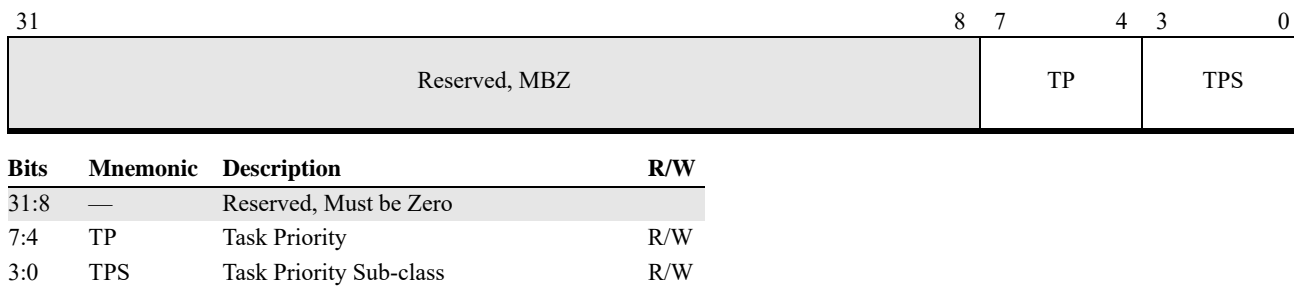 31 8 7 4 3 0
Reserved, MBZ TP TPS
Bits Mnemonic Description R/W
31:8 — Reserved, Must be Zero
7:4 TP Task Priority R/W
3:0 TPS Task Priority Sub-class R/W